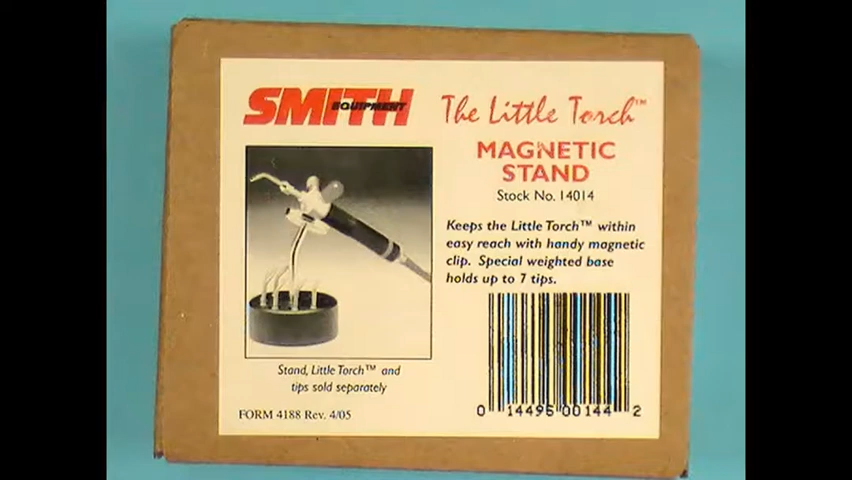 SMITH EQUIPMENT
The Little Torch™
MAGNETIC
STAND
Stock No. 14014
Keeps the Little Torch™ within
easy reach with handy magnetic
clip. Special weighted base
holds up to 7 tips.
Stand, Little Torch™ and
tips sold separately
FORM 4188 Rev. 4/05
0 14495 00144 2